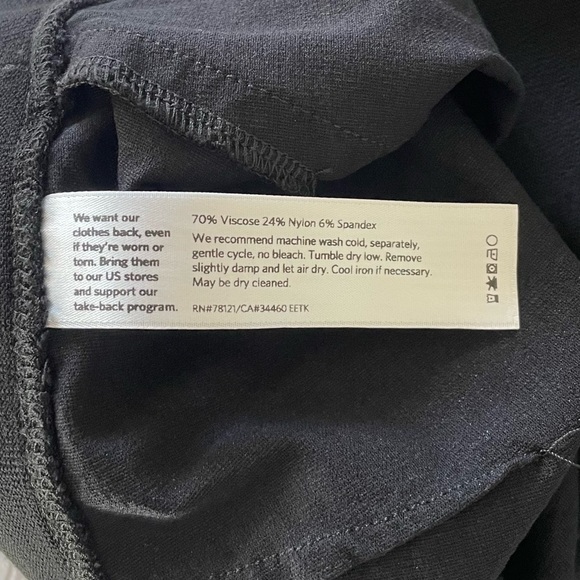 We want our
clothes back, even
if they're worn or
torn. Bring them
to our US stores
and support our
take-back program.
70% Viscose 24% Nylon 6% Spandex
We recommend machine wash cold, separately,
gentle cycle, no bleach. Tumble dry low. Remove
slightly damp and let air dry. Cool iron if necessary.
May be dry cleaned.
RN#78121/CA#34460 EETK